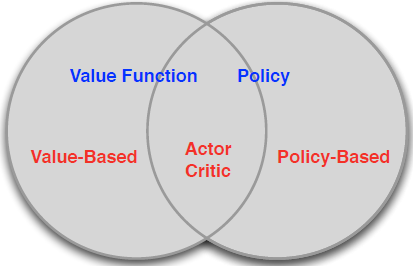 Value Function
Policy
Value-Based
Actor
Critic
Policy-Based